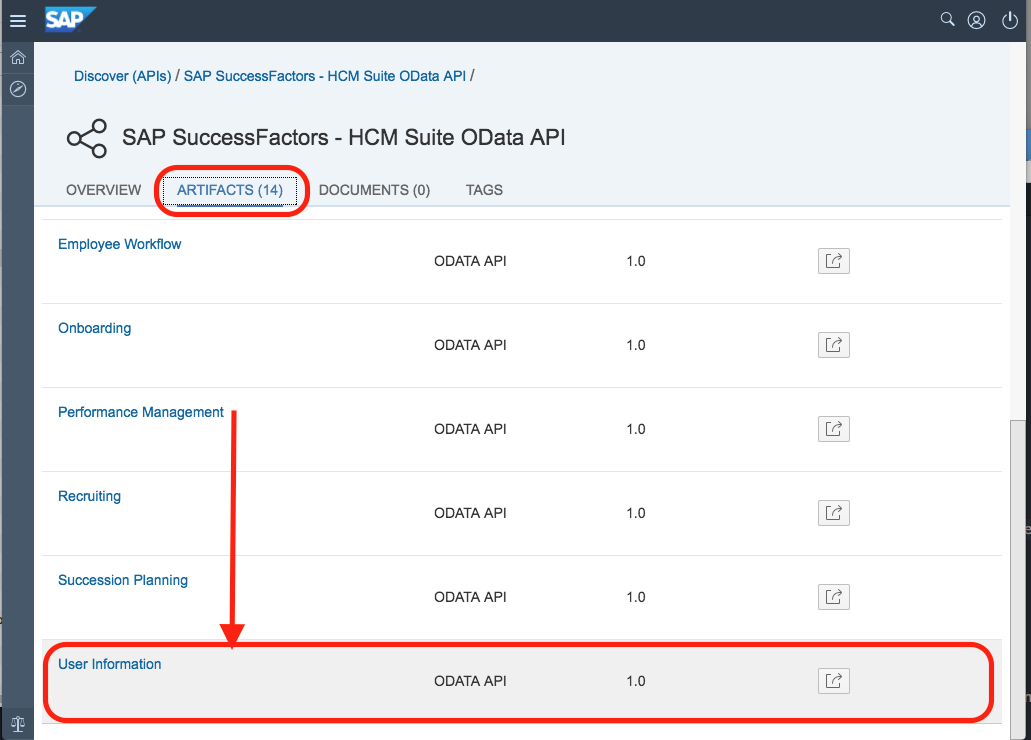 SAP
Discover (APIs) / SAP SuccessFactors - HCM Suite OData API /
SAP SuccessFactors - HCM Suite OData API
OVERVIEW ARTIFACTS (14) DOCUMENTS (0) TAGS
Employee Workflow
ODATA API 1.0
Onboarding
ODATA API 1.0
Performance Management
ODATA API 1.0
Recruiting
ODATA API 1.0
Succession Planning
ODATA API 1.0
User Information
ODATA API 1.0